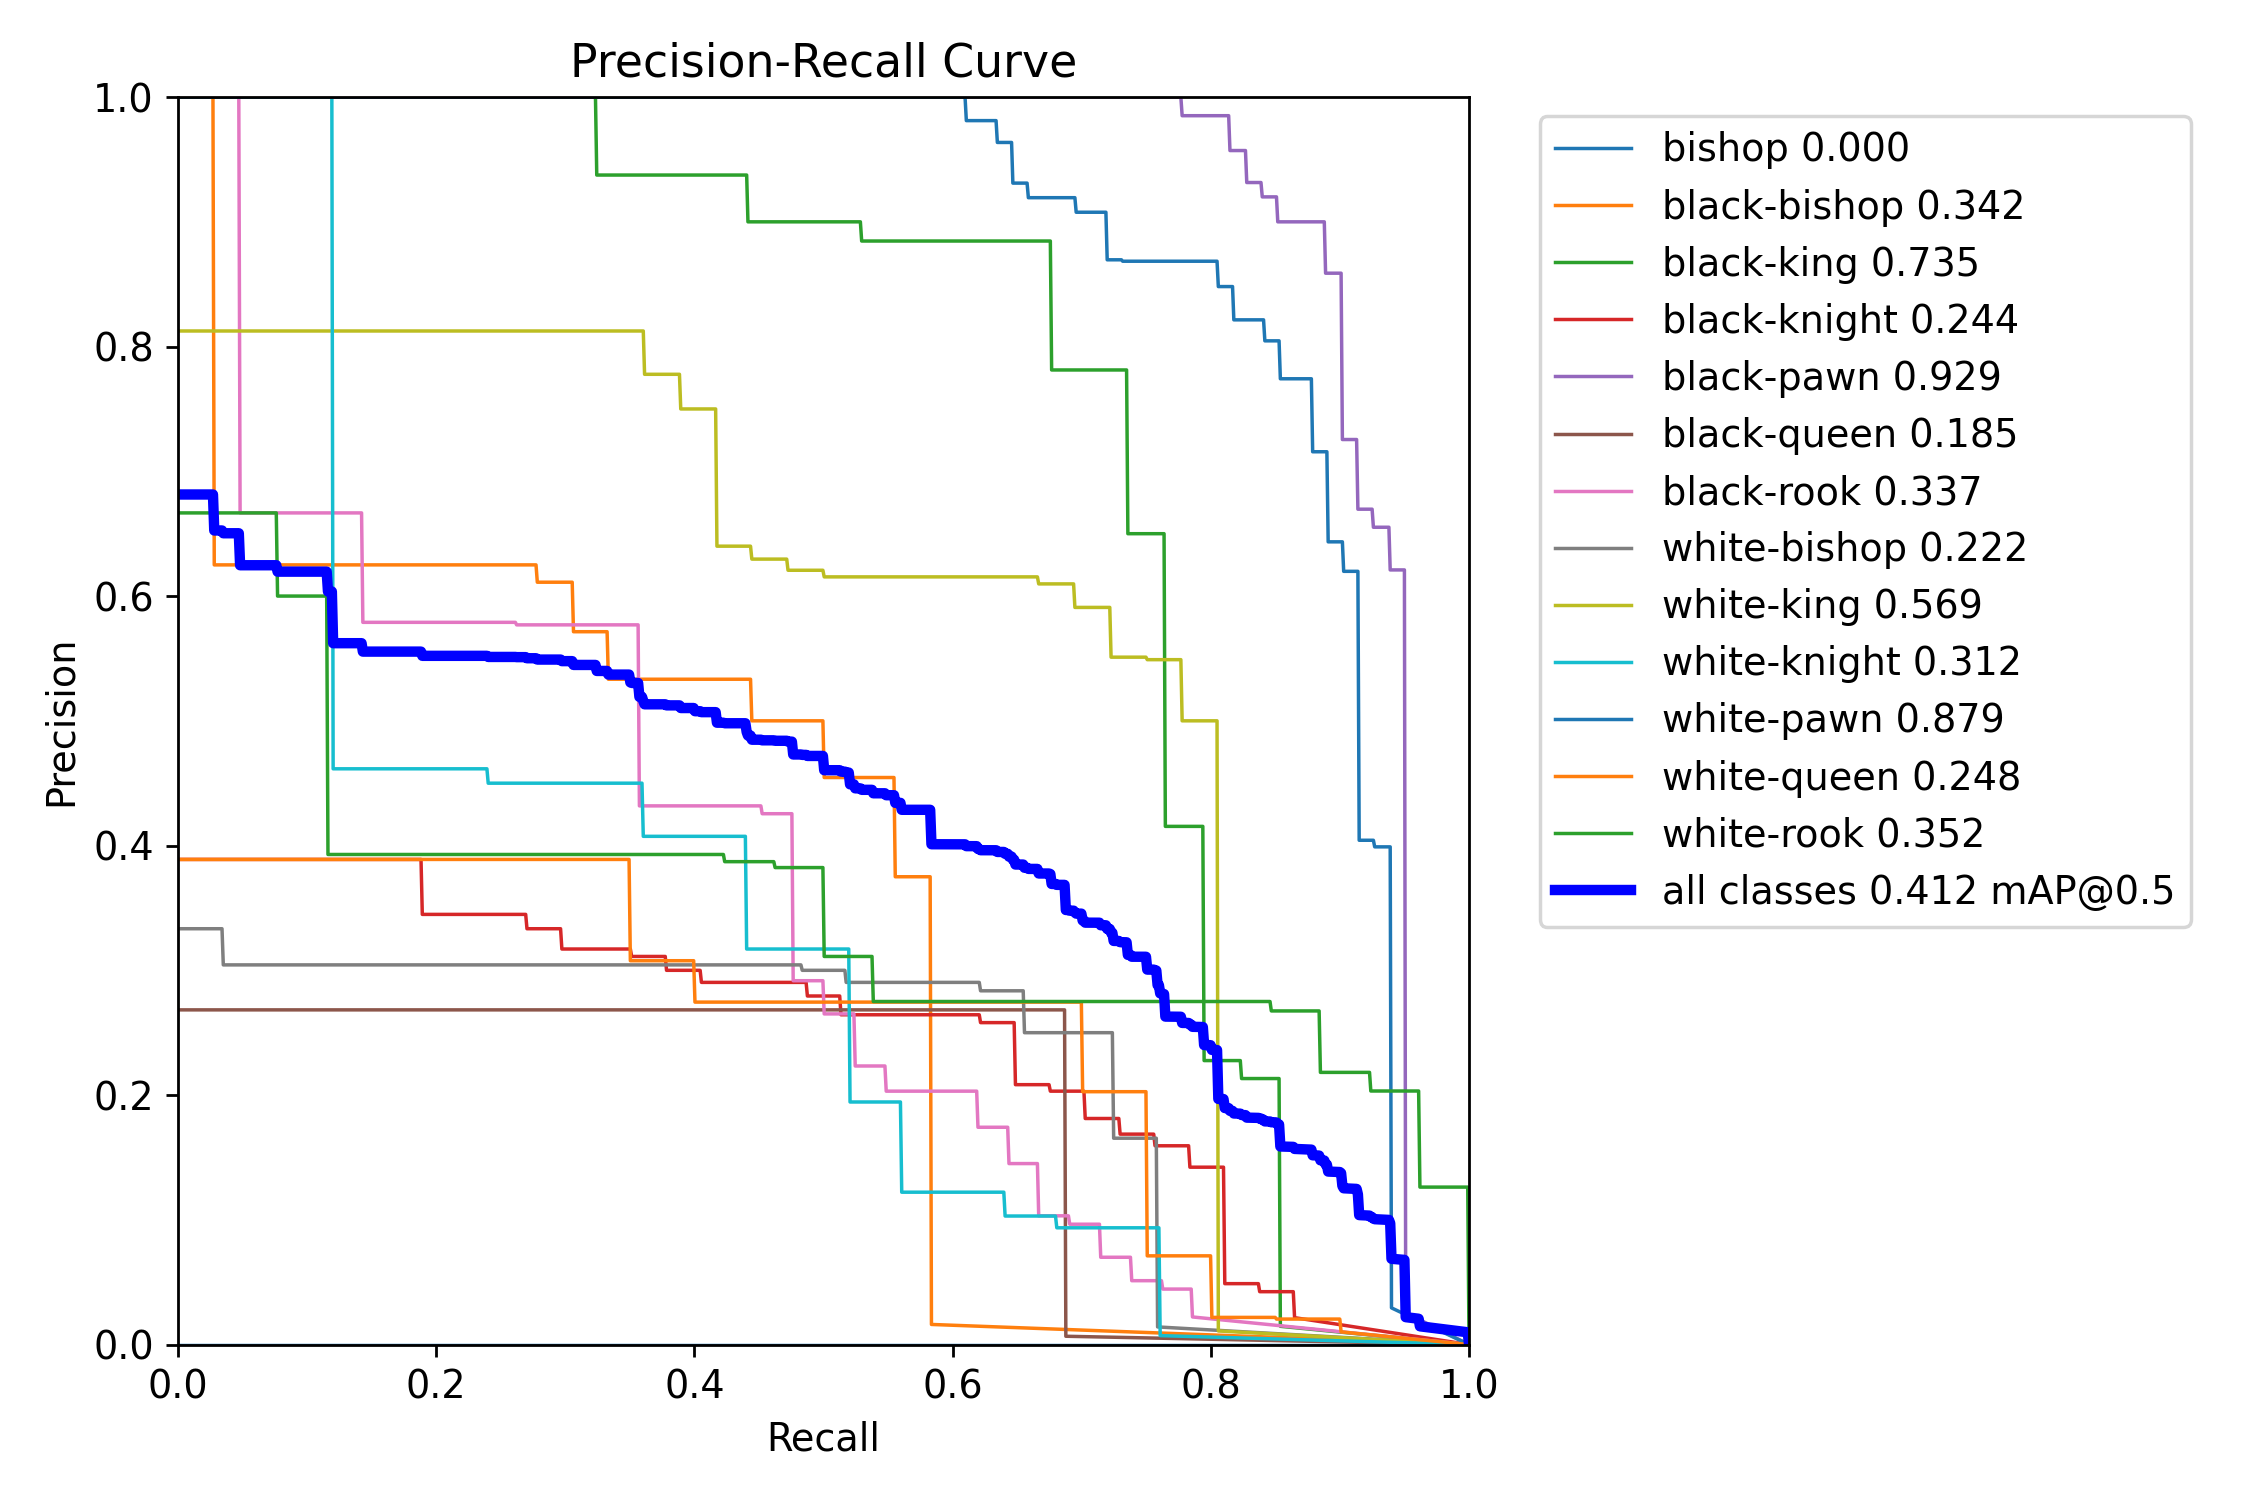 Precision-Recall Curve
1.0
0.8
0.6
0.4
0.2
0.0
Precision
0.0 0.2 0.4 0.6 0.8 1.0
Recall
bishop 0.000
black-bishop 0.342
black-king 0.735
black-knight 0.244
black-pawn 0.929
black-queen 0.185
black-rook 0.337
white-bishop 0.222
white-king 0.569
white-knight 0.312
white-pawn 0.879
white-queen 0.248
white-rook 0.352
all classes 0.412 mAP@0.5